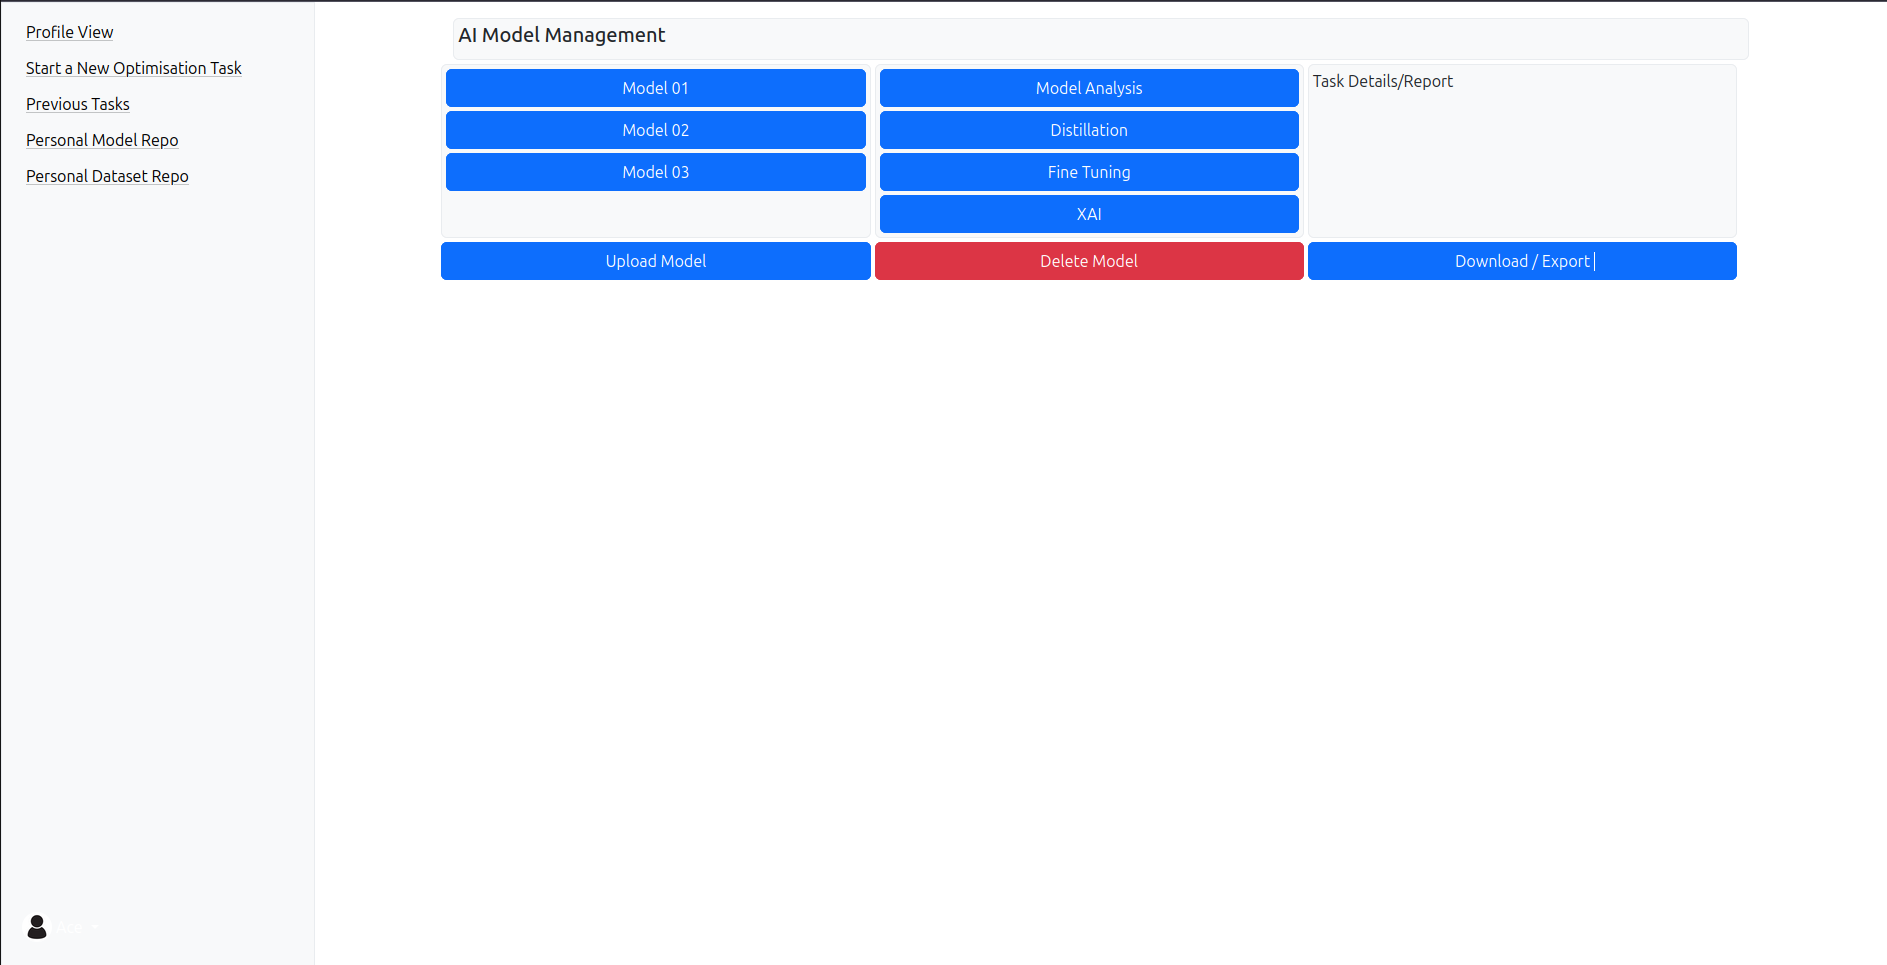 Profile View
Start a New Optimisation Task
Previous Tasks
Personal Model Repo
Personal Dataset Repo
AI Model Management
Model 01
Model 02
Model 03
Model Analysis
Distillation
Fine Tuning
XAI
Task Details/Report
Upload Model
Delete Model
Download / Export